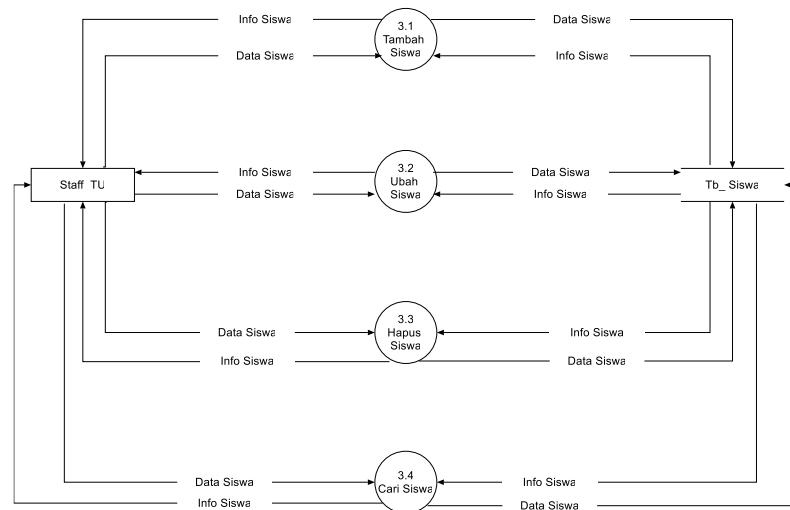 Info Siswa
3.1
Tambah
Siswa
Data Siswa
Data Siswa
Info Siswa
Staff TU
Info Siswa
Data Siswa
3.2
Ubah
Siswa
Data Siswa
Info Siswa
Tb_ Siswa
Data Siswa
Info Siswa
3.3
Hapus
Siswa
Info Siswa
Data Siswa
Data Siswa
Info Siswa
3.4
Cari Siswa
Info Siswa
Data Siswa